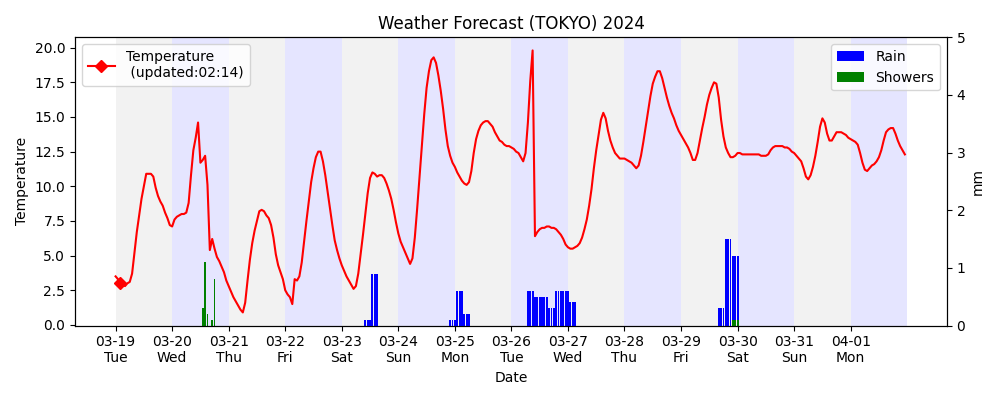 Weather Forecast (TOKYO) 2024
Temperature
(updated:02:14)
Rain
Showers
Temperature
20.0
17.5
15.0
12.5
10.0
7.5
5.0
2.5
0.0
5
4
3
2
1
0
mm
03-19 03-20 03-21 03-22 03-23 03-24 03-25 03-26 03-27 03-28 03-29 03-30 03-31 04-01
Tue Wed Thu Fri Sat Sun Mon Tue Wed Thu Fri Sat Sun Mon
Date